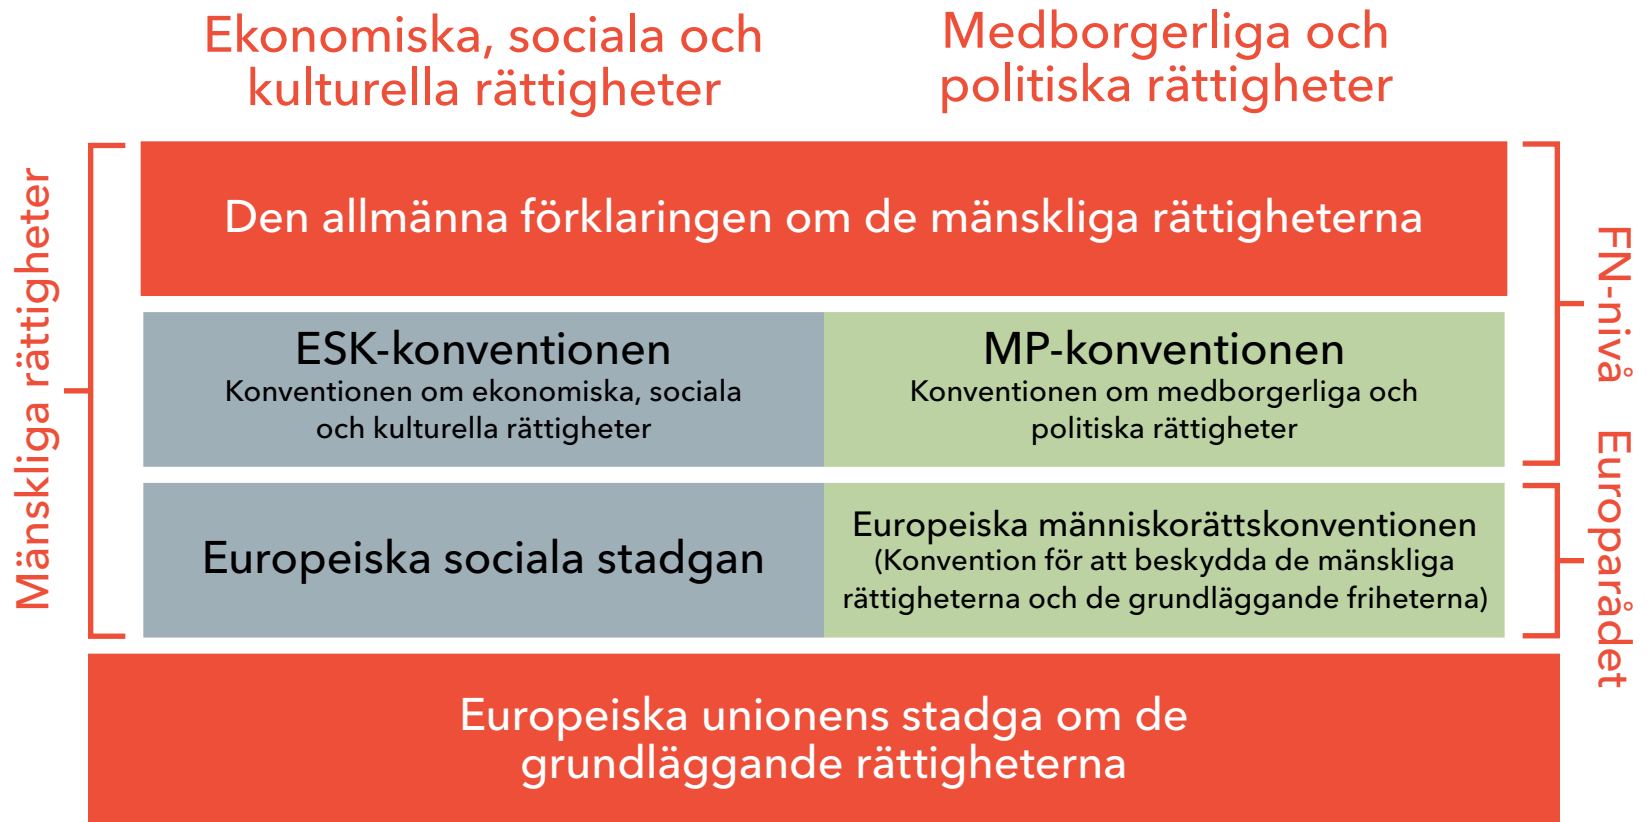 Ekonomiska, sociala och
kulturella rättigheter
Medborgerliga och
politiska rättigheter
Mänskliga rättigheter
Den allmänna förklaringen om de mänskliga rättigheterna
FN-nivå
ESK-konventionen
Konventionen om ekonomiska, sociala
och kulturella rättigheter
MP-konventionen
Konventionen om medborgerliga och
politiska rättigheter
Europeiska sociala stadgan
Europeiska människorättskonventionen
(Konvention för att beskydda de mänskliga
rättigheterna och de grundläggande friheterna)
Europarådet
Europeiska unionens stadga om de
grundläggande rättigheterna